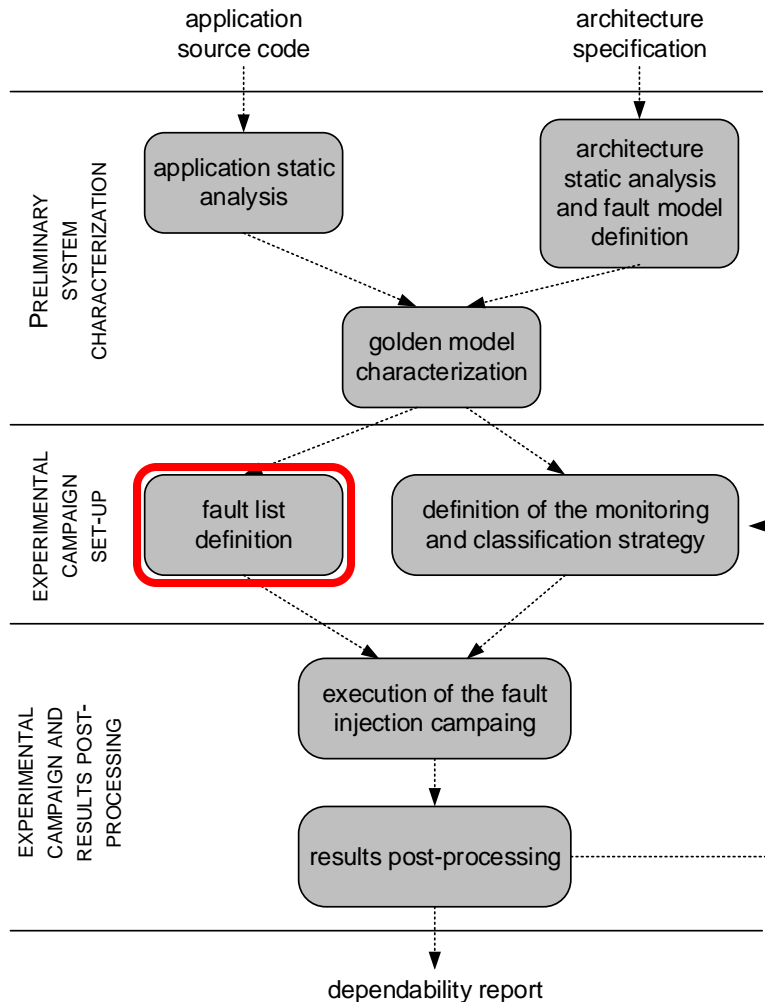 application
source code
architecture
specification
PRELIMINARY
SYSTEM
CHARACTERIZATION
application static
analysis
architecture
static analysis
and fault model
definition
golden model
characterization
EXPERIMENTAL
CAMPAIGN
SET-UP
fault list
definition
definition of the monitoring
and classification strategy
EXPERIMENTAL
CAMPAIGN AND
RESULTS POST-
PROCESSING
execution of the fault
injection campaing
results post-processing
dependability report